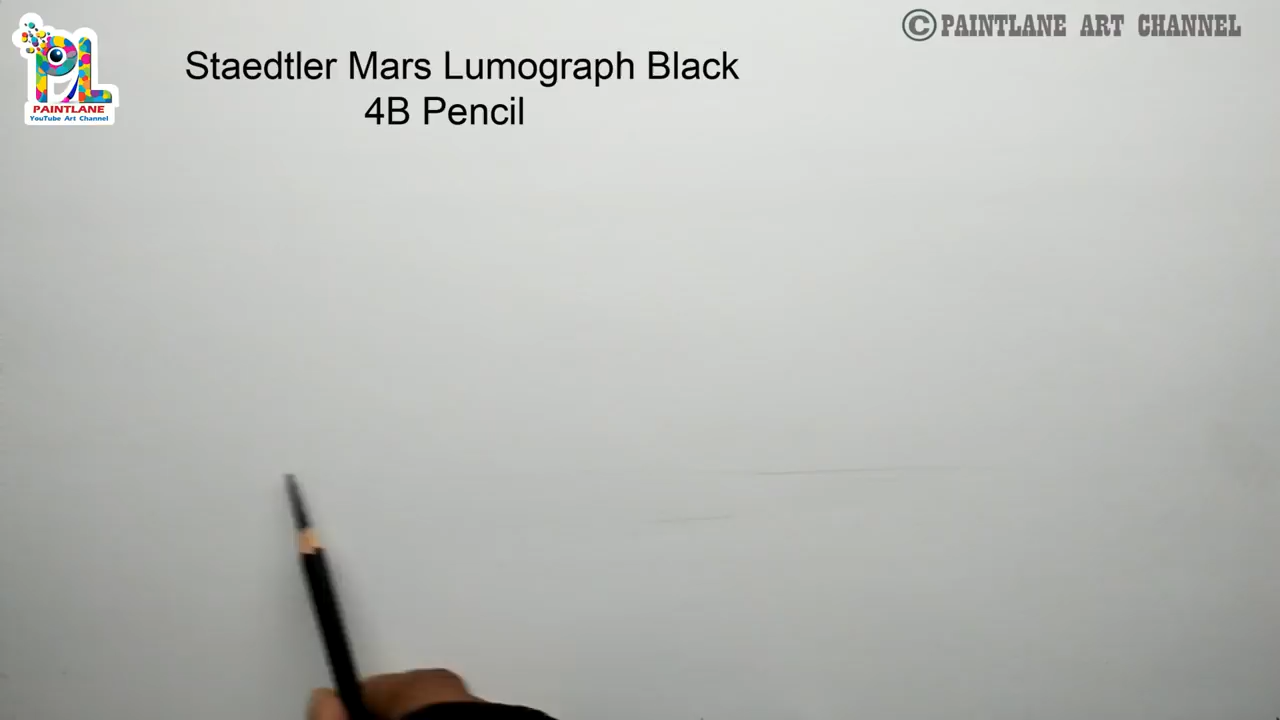 PAINTLANE
YouTube Art Channel
Staedtler Mars Lumograph Black
4B Pencil
©PAINTLANE ART CHANNEL